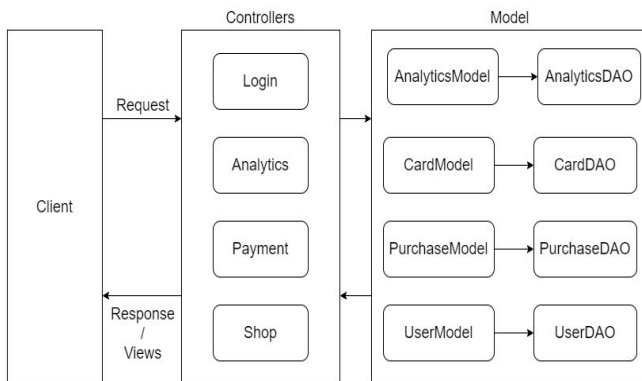 Controllers
Model
Login
AnalyticsModel
AnalyticsDAO
Request
Analytics
CardModel
CardDAO
Client
Payment
PurchaseModel
PurchaseDAO
Response
/
Views
Shop
UserModel
UserDAO